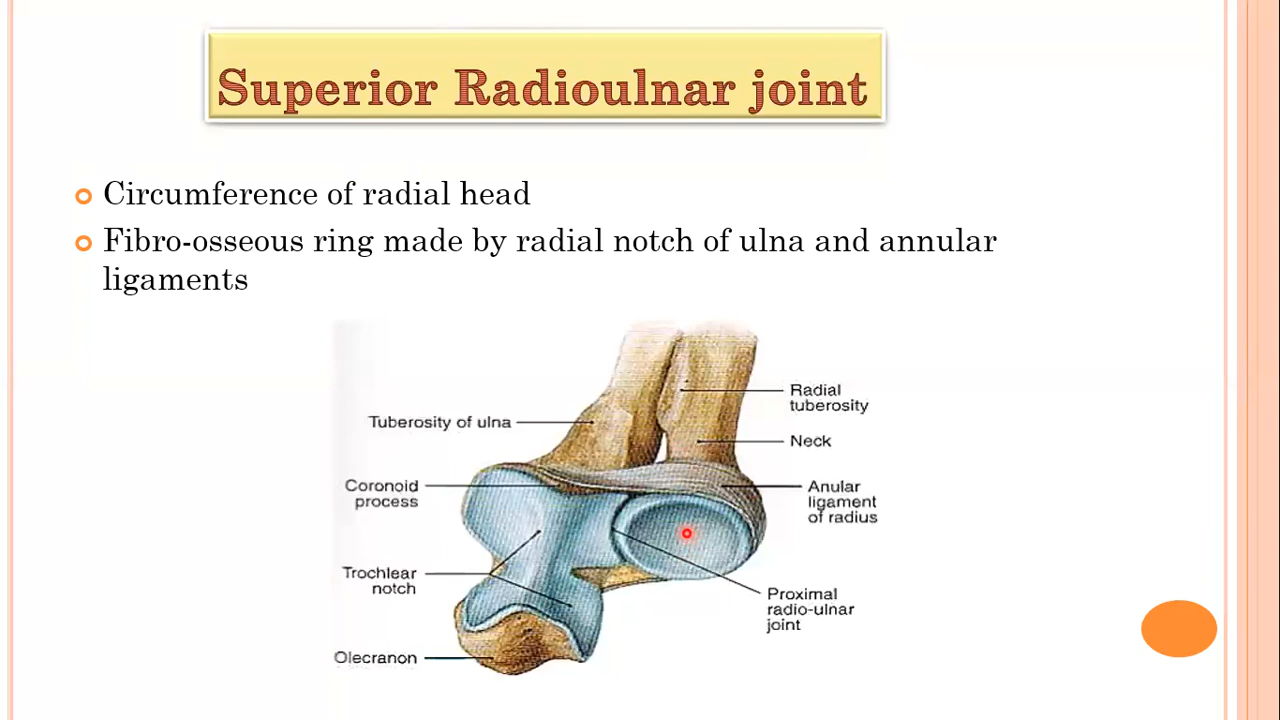 Superior Radioulnar joint
Circumference of radial head
Fibro-osseous ring made by radial notch of ulna and annular
ligaments
Radial
tuberosity
Tuberosity of ulna
Neck
Coronoid
process
Anular
ligament
of radius
Trochlear
notch
Proximal
radio-ulnar
joint
Olecranon